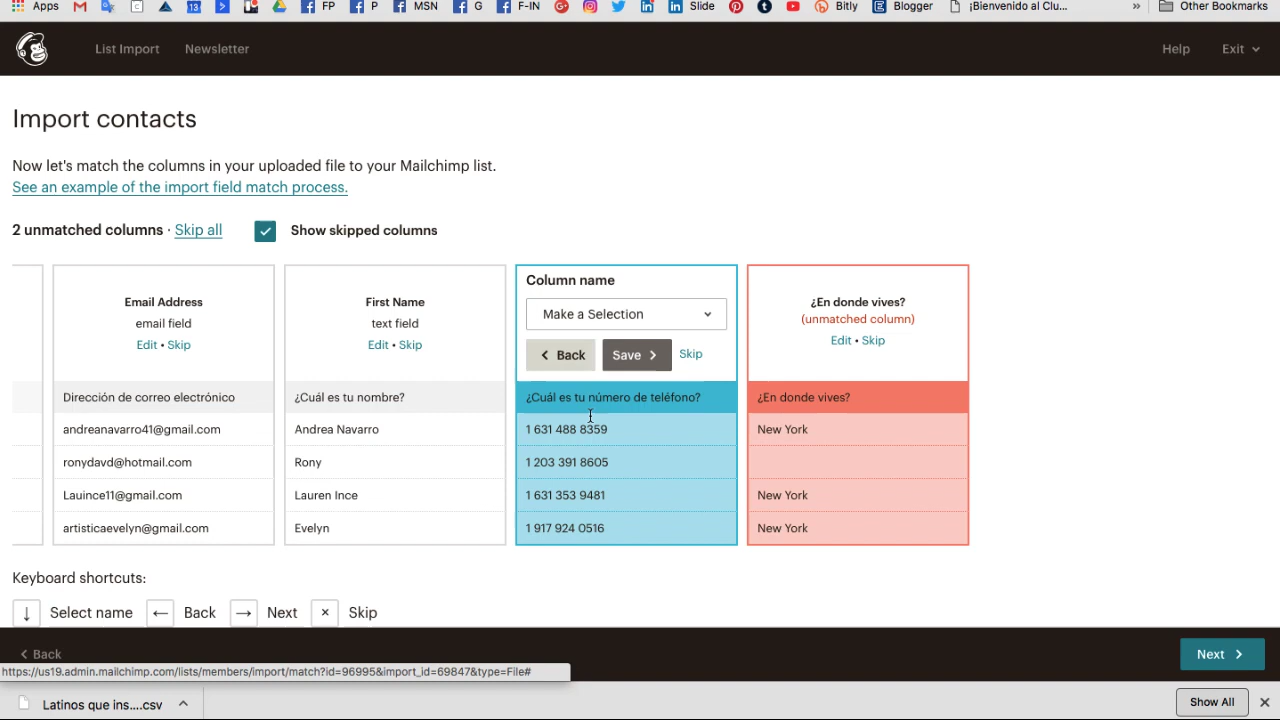 Apps C 13 FP P MSN G F-IN Slide Bitly Blogger ¡Bienvenido al Clu... » Other Bookmarks
List Import Newsletter Help Exit
Import contacts
Now let's match the columns in your uploaded file to your Mailchimp list.
See an example of the import field match process.
2 unmatched columns · Skip all Show skipped columns
Email Address
email field
Edit • Skip
Dirección de correo electrónico
andreanavarro41@gmail.com
ronydavd@hotmail.com
Lauince11@gmail.com
artisticaevelyn@gmail.com
First Name
text field
Edit • Skip
¿Cuál es tu nombre?
Andrea Navarro
Rony
Lauren Ince
Evelyn
Column name
Make a Selection
Back Save Skip
¿Cuál es tu número de teléfono?
1 631 488 8359
1 203 391 8605
1 631 353 9481
1 917 924 0516
¿En donde vives?
(unmatched column)
Edit • Skip
¿En donde vives?
New York
New York
New York
Keyboard shortcuts:
↓ Select name ← Back → Next × Skip
Back Next
https://us19.admin.mailchimp.com/lists/members/import/match?id=96995&import_id=69847&type=File#
Latinos que ins....csv Show All